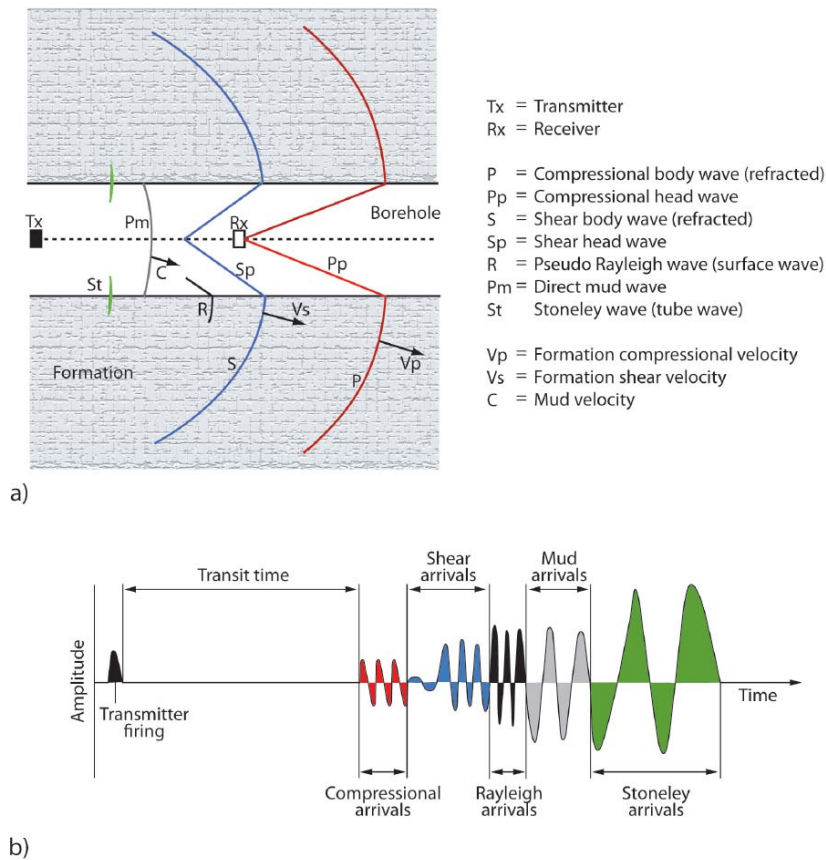 Tx
Pm
Rx
Borehole
C
Sp
Pp
St
R
Vs
Formation
S
P
Vp
Tx = Transmitter
Rx = Receiver
P = Compressional body wave (refracted)
Pp = Compressional head wave
S = Shear body wave (refracted)
Sp = Shear head wave
R = Pseudo Rayleigh wave (surface wave)
Pm = Direct mud wave
St Stoneley wave (tube wave)
Vp = Formation compressional velocity
Vs = Formation shear velocity
C = Mud velocity
a)
Transit time
Shear
arrivals
Mud
arrivals
Amplitude
Transmitter
firing
Time
Compressional
arrivals
Rayleigh
arrivals
Stoneley
arrivals
b)